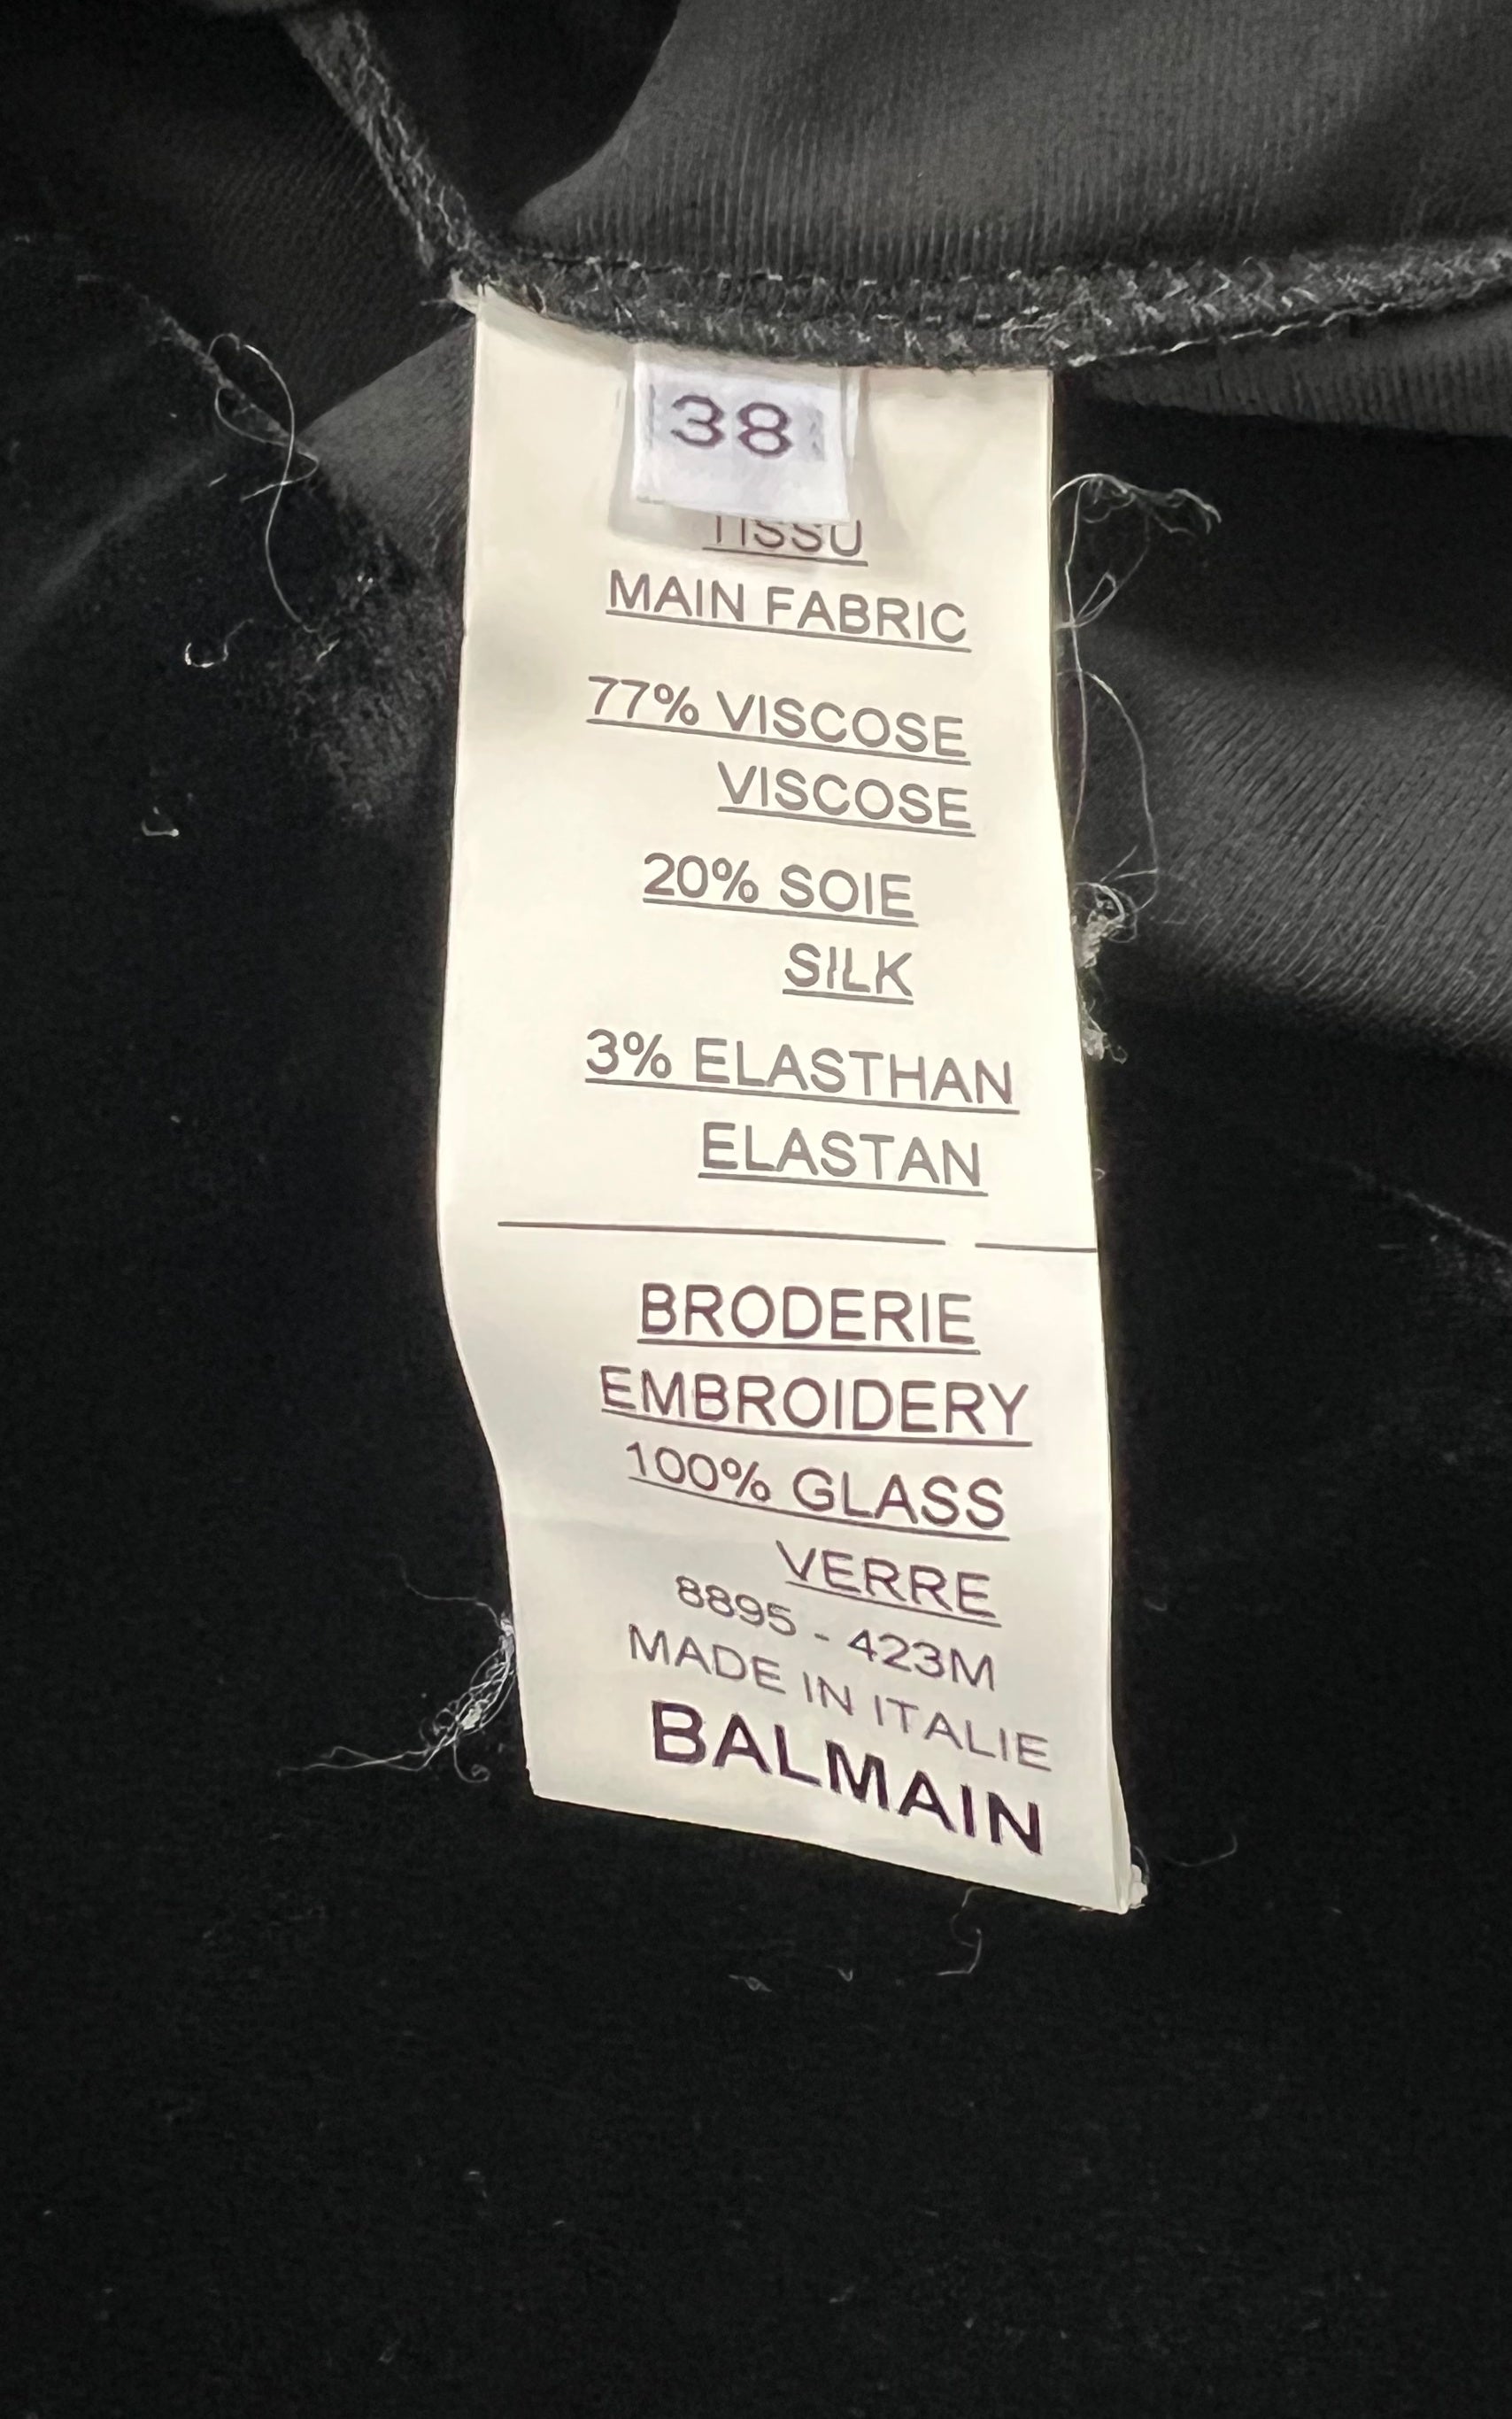 38
TISSU
MAIN FABRIC
77% VISCOSE
VISCOSE
20% SOIE
SILK
3% ELASTHAN
ELASTAN
BRODERIE
EMBROIDERY
100% GLASS
VERRE
8895 - 423M
MADE IN ITALIE
BALMAIN